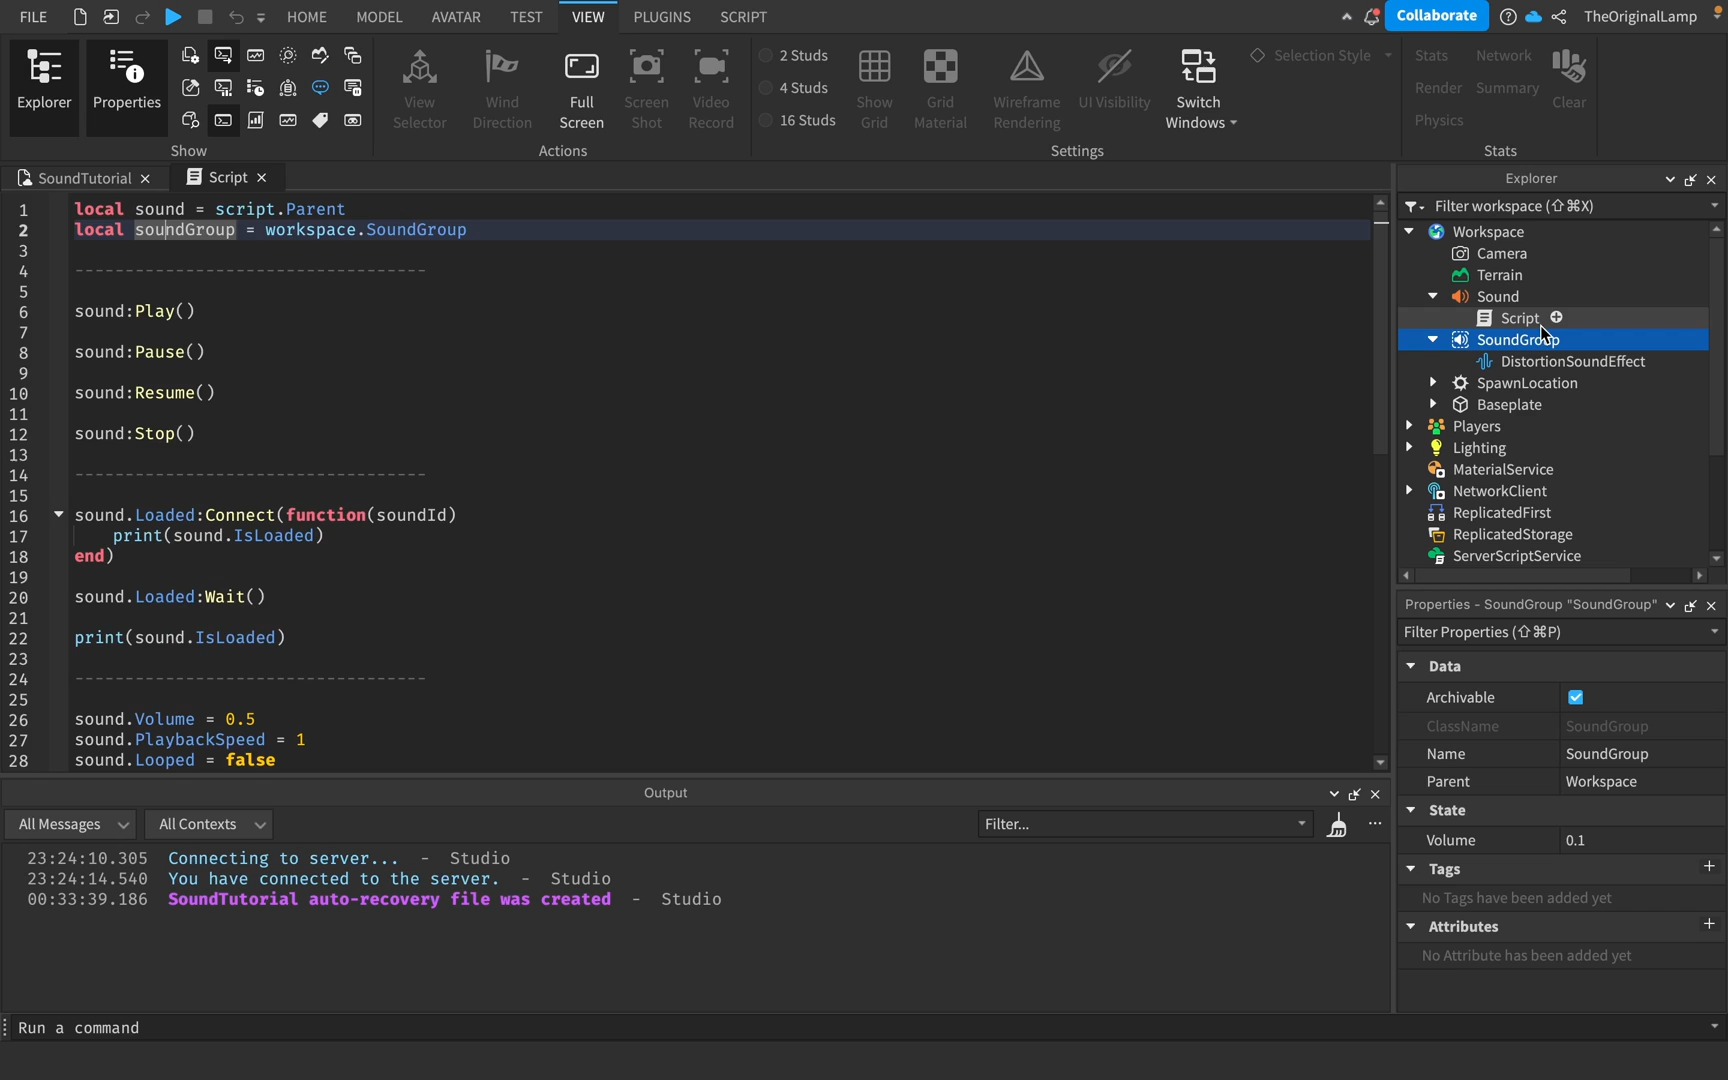 FILE HOME MODEL AVATAR TEST VIEW PLUGINS SCRIPT Collaborate TheOriginalLamp
Explorer Properties
Show
View Selector
Wind Direction
Full Screen
Screen Shot
Video Record
Actions
2 Studs
4 Studs
16 Studs
Show Grid
Grid Material
Wireframe Rendering
UI Visibility
Switch Windows
Settings
Selection Style
Stats Network
Render Summary
Physics
Clear
Stats
SoundTutorial Script
1 local sound = script.Parent
2 local soundGroup = workspace.SoundGroup
3
4 -----------------------------------
5
6 sound:Play()
7
8 sound:Pause()
9
10 sound:Resume()
11
12 sound:Stop()
13
14 -----------------------------------
15
16 sound.Loaded:Connect(function(soundId)
17 print(sound.IsLoaded)
18 end)
19
20 sound.Loaded:Wait()
21
22 print(sound.IsLoaded)
23
24 -----------------------------------
25
26 sound.Volume = 0.5
27 sound.PlaybackSpeed = 1
28 sound.Looped = false
Output
All Messages All Contexts Filter...
23:24:10.305 Connecting to server... - Studio
23:24:14.540 You have connected to the server. - Studio
00:33:39.186 SoundTutorial auto-recovery file was created - Studio
Run a command
Explorer
Filter workspace (⇧⌘X)
Workspace
Camera
Terrain
Sound
Script
SoundGroup
DistortionSoundEffect
SpawnLocation
Baseplate
Players
Lighting
MaterialService
NetworkClient
ReplicatedFirst
ReplicatedStorage
ServerScriptService
Properties - SoundGroup "SoundGroup"
Filter Properties (⇧⌘P)
Data
Archivable
ClassName SoundGroup
Name SoundGroup
Parent Workspace
State
Volume 0.1
Tags
No Tags have been added yet
Attributes
No Attribute has been added yet